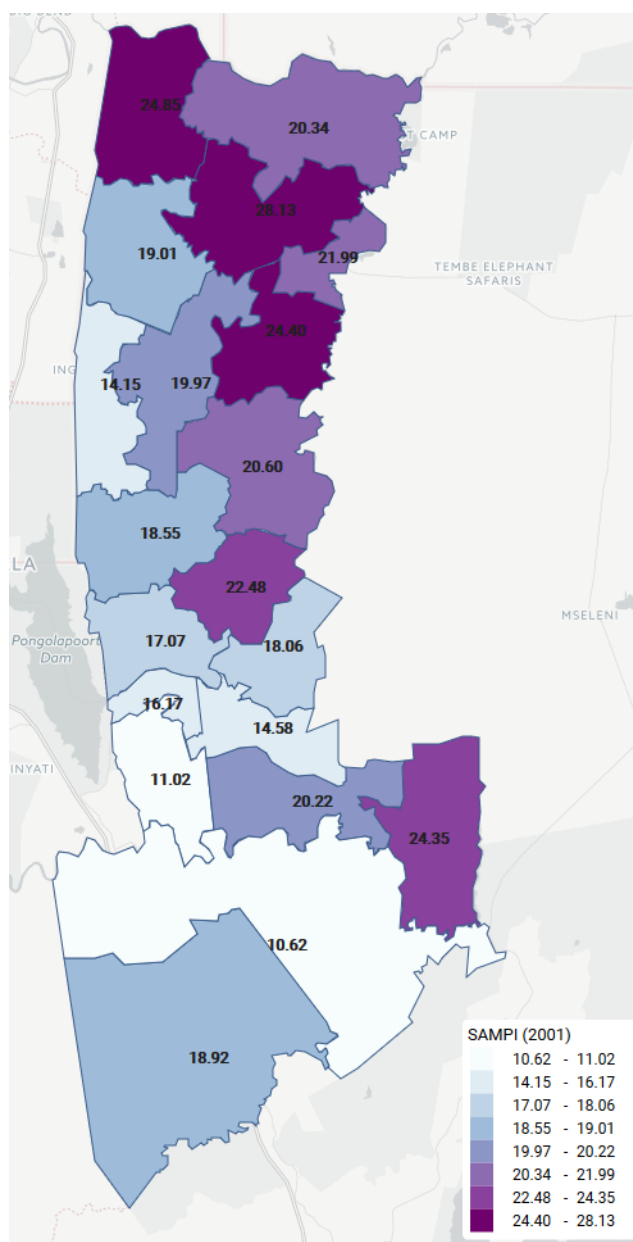 24.85
20.34
T CAMP
28.13
19.01
21.99
TEMBE ELEPHANT
SAFARIS
24.40
ING
14.15
19.97
20.60
18.55
LA
22.48
MSELENI
17.07
18.06
Pongolapoort
Dam
16.17
14.58
11.02
INYATI
20.22
24.35
10.62
18.92
SAMPI (2001)
10.62 - 11.02
14.15 - 16.17
17.07 - 18.06
18.55 - 19.01
19.97 - 20.22
20.34 - 21.99
22.48 - 24.35
24.40 - 28.13